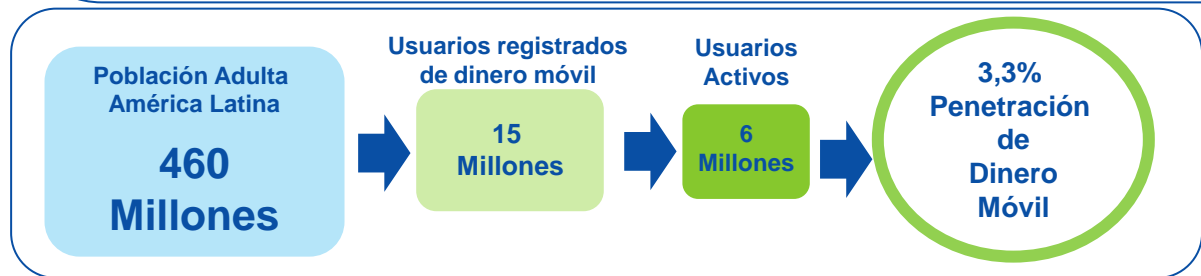 Población Adulta
América Latina
460
Millones
Usuarios registrados
de dinero móvil
15
Millones
Usuarios
Activos
6
Millones
3,3%
Penetración
de
Dinero
Móvil